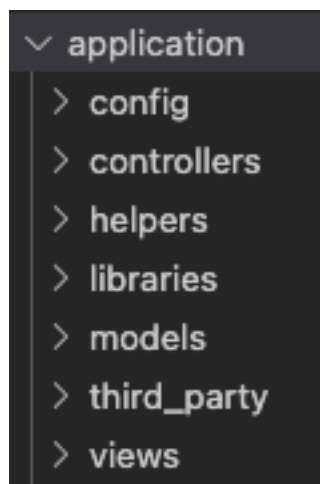 application
config
controllers
helpers
libraries
models
third_party
views